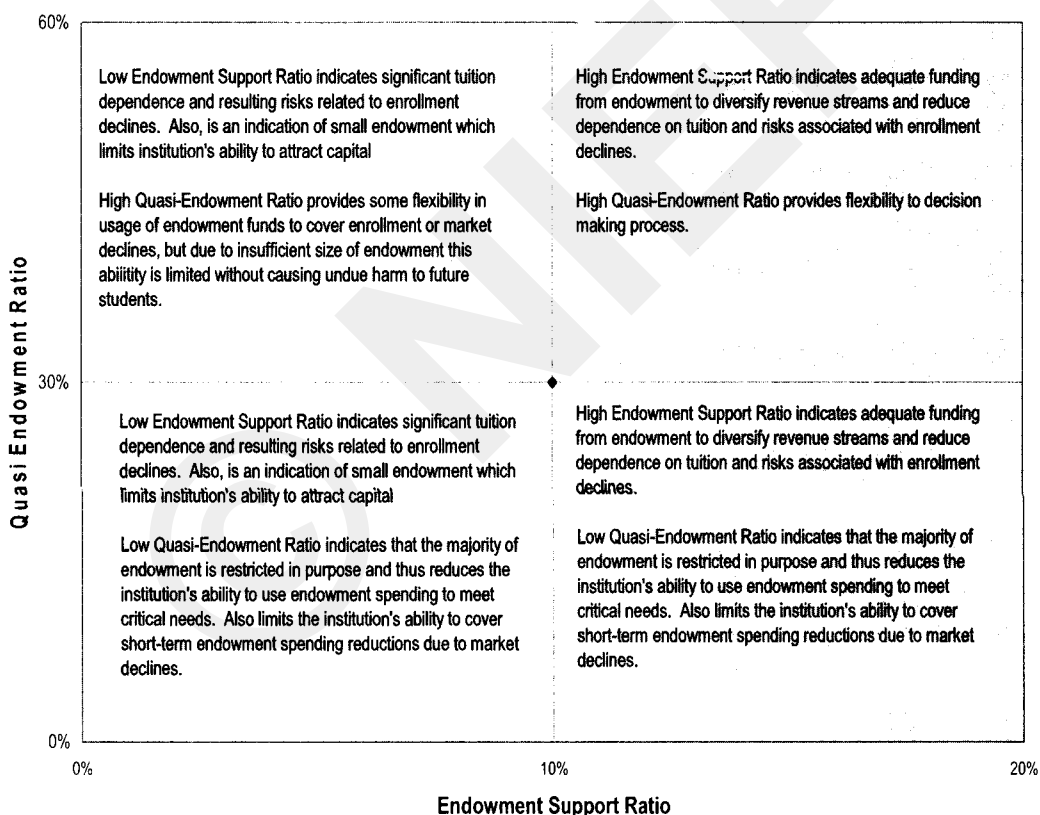 60%
Low Endowment Support Ratio indicates significant tuition
dependence and resulting risks related to enrollment
declines. Also, is an indication of small endowment which
limits institution's ability to attract capital
High Quasi-Endowment Ratio provides some flexibility in
usage of endowment funds to cover enrollment or market
declines, but due to insufficient size of endowment this
abilitity is limited without causing undue harm to future
students.
High Endowment Support Ratio indicates adequate funding
from endowment to diversify revenue streams and reduce
dependence on tuition and risks associated with enrollment
declines.
High Quasi-Endowment Ratio provides flexibility to decision
making process.
Quasi Endowment Ratio
30%
Low Endowment Support Ratio indicates significant tuition
dependence and resulting risks related to enrollment
declines. Also, is an indication of small endowment which
limits institution's ability to attract capital
Low Quasi-Endowment Ratio indicates that the majority of
endowment is restricted in purpose and thus reduces the
institution's ability to use endowment spending to meet
critical needs. Also limits the institution's ability to cover
short-term endowment spending reductions due to market
declines.
High Endowment Support Ratio indicates adequate funding
from endowment to diversify revenue streams and reduce
dependence on tuition and risks associated with enrollment
declines.
Low Quasi-Endowment Ratio indicates that the majority of
endowment is restricted in purpose and thus reduces the
institution's ability to use endowment spending to meet
critical needs. Also limits the institution's ability to cover
short-term endowment spending reductions due to market
declines.
0%
0%
10%
20%
Endowment Support Ratio